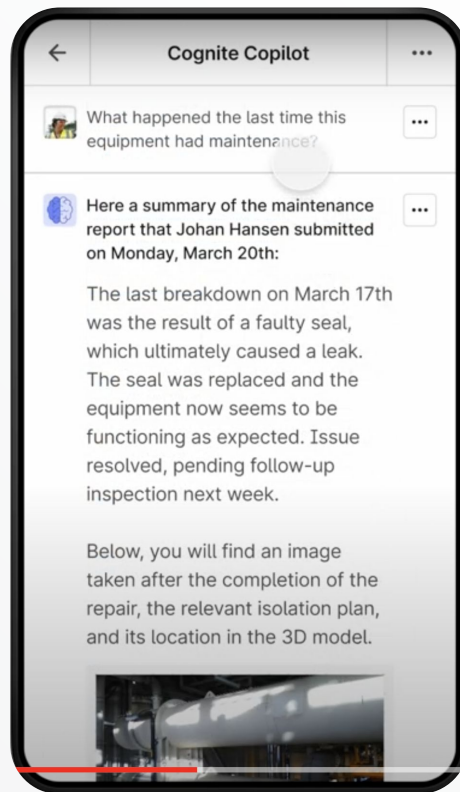 Cognite Copilot
What happened the last time this
equipment had maintenance?
Here a summary of the maintenance
report that Johan Hansen submitted
on Monday, March 20th:
The last breakdown on March 17th
was the result of a faulty seal,
which ultimately caused a leak.
The seal was replaced and the
equipment now seems to be
functioning as expected. Issue
resolved, pending follow-up
inspection next week.
Below, you will find an image
taken after the completion of the
repair, the relevant isolation plan,
and its location in the 3D model.